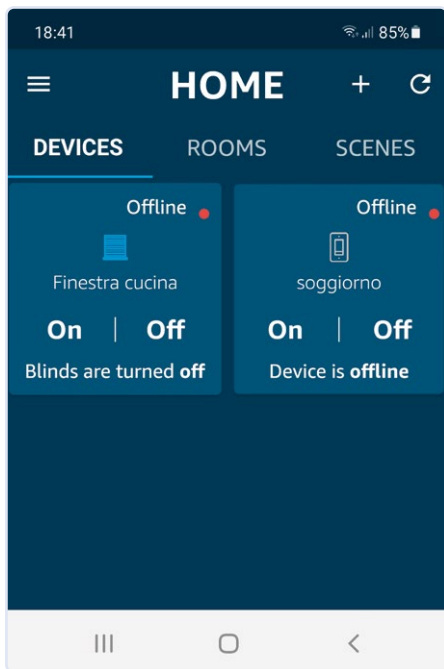 18:41 85%
HOME
DEVICES ROOMS SCENES
Offline
Finestra cucina
On Off
Blinds are turned off
Offline
soggiorno
On Off
Device is offline